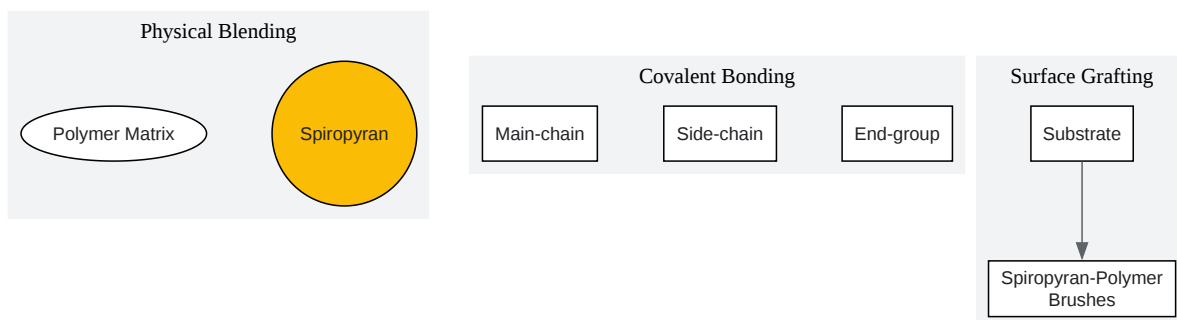 Physical Blending
Polymer Matrix
Spiropyran
Covalent Bonding
Main-chain
Side-chain
End-group
Surface Grafting
Substrate
Spiropyran-Polymer
Brushes